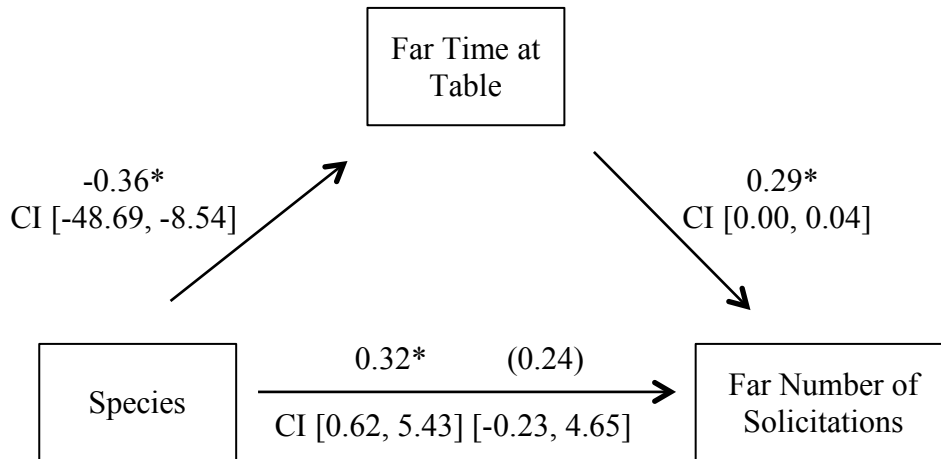 Far Time at
Table
-0.36*
CI [-48.69, -8.54]
0.29*
CI [0.00, 0.04]
Species
0.32* (0.24)
CI [0.62, 5.43] [-0.23, 4.65]
Far Number of
Solicitations